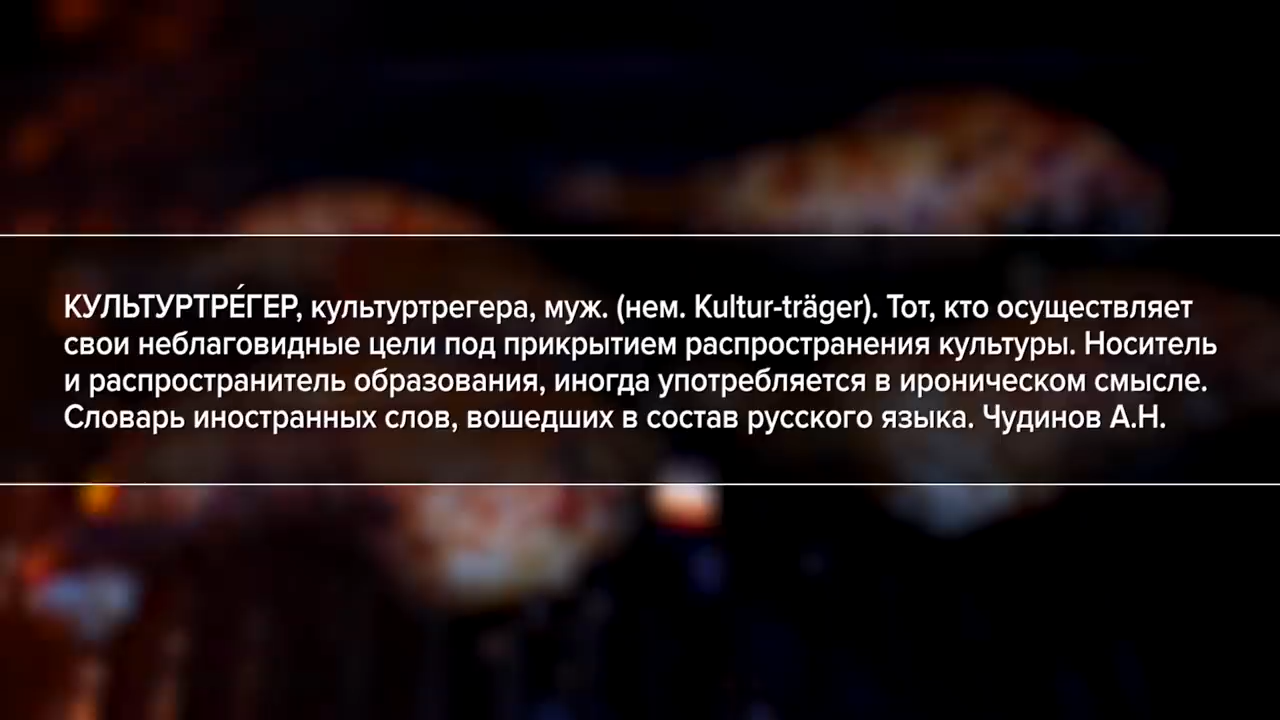 КУЛЬТУРТРЕ́ГЕР, культуртрегера, муж. (нем. Kultur-träger). Тот, кто осуществляет
свои неблаговидные цели под прикрытием распространения культуры. Носитель
и распространитель образования, иногда употребляется в ироническом смысле.
Словарь иностранных слов, вошедших в состав русского языка. Чудинов А.Н.